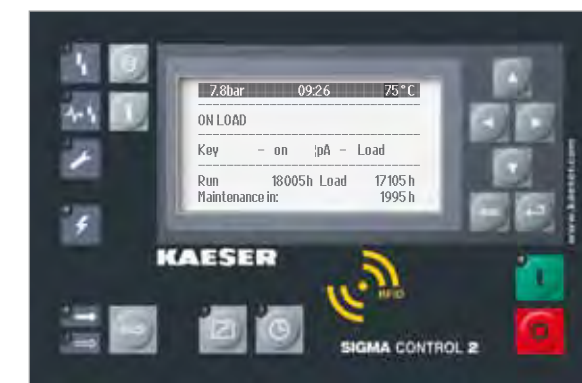 7.8bar 09:26 75°C
ON LOAD
Key - on ¦pA - Load
Run 18005h Load 17105h
Maintenance in: 1995h
www.kaeser.com
KAESER
RFID
SIGMA CONTROL 2